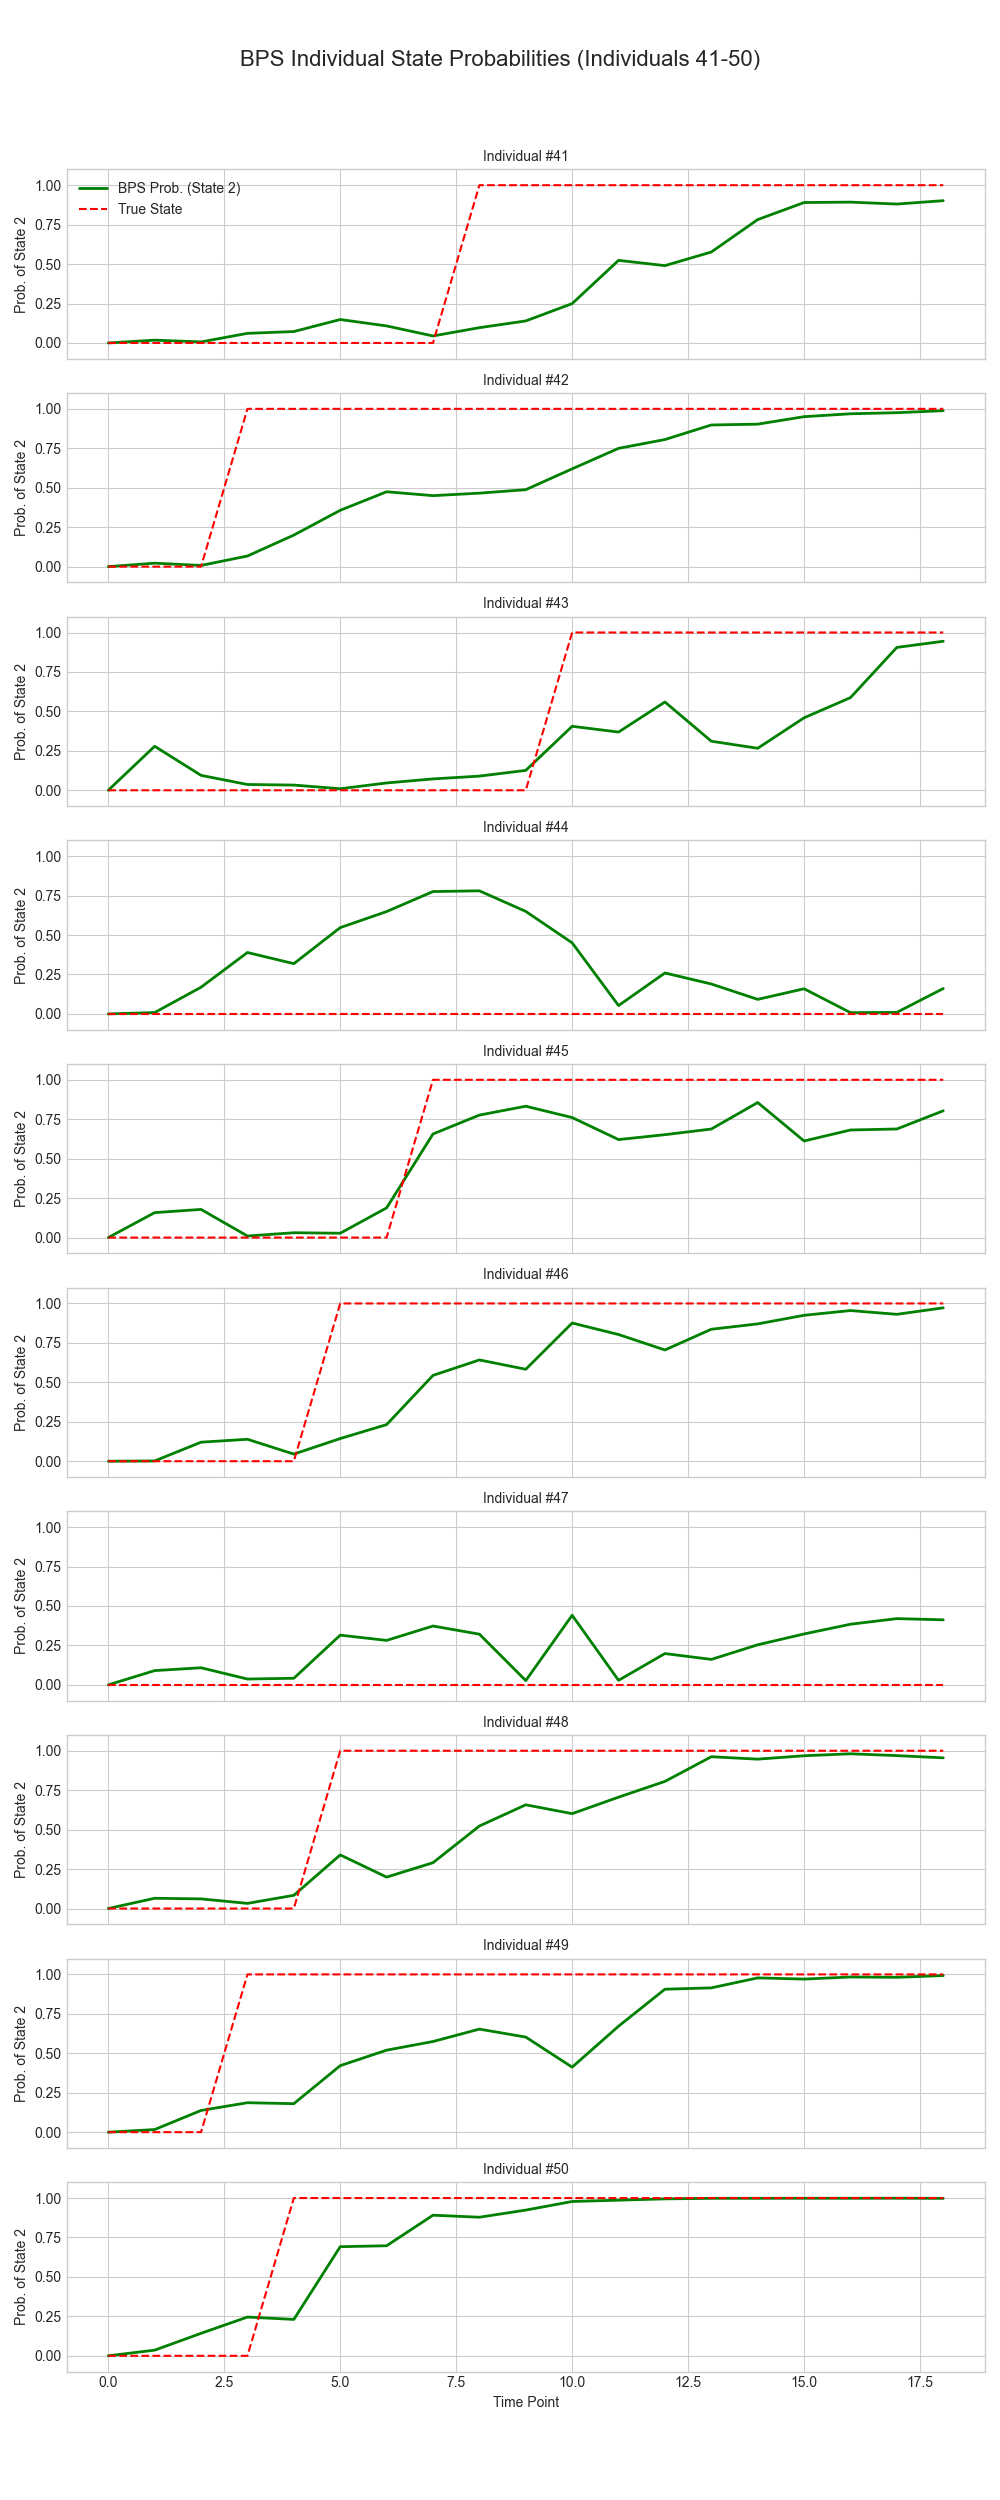 BPS Individual State Probabilities (Individuals 41-50)
Individual #41
BPS Prob. (State 2)
True State
1.00
0.75
0.50
0.25
0.00
Prob. of State 2
Individual #42
1.00
0.75
0.50
0.25
0.00
Prob. of State 2
Individual #43
1.00
0.75
0.50
0.25
0.00
Prob. of State 2
Individual #44
1.00
0.75
0.50
0.25
0.00
Prob. of State 2
Individual #45
1.00
0.75
0.50
0.25
0.00
Prob. of State 2
Individual #46
1.00
0.75
0.50
0.25
0.00
Prob. of State 2
Individual #47
1.00
0.75
0.50
0.25
0.00
Prob. of State 2
Individual #48
1.00
0.75
0.50
0.25
0.00
Prob. of State 2
Individual #49
1.00
0.75
0.50
0.25
0.00
Prob. of State 2
Individual #50
1.00
0.75
0.50
0.25
0.00
Prob. of State 2
0.0 2.5 5.0 7.5 10.0 12.5 15.0 17.5
Time Point